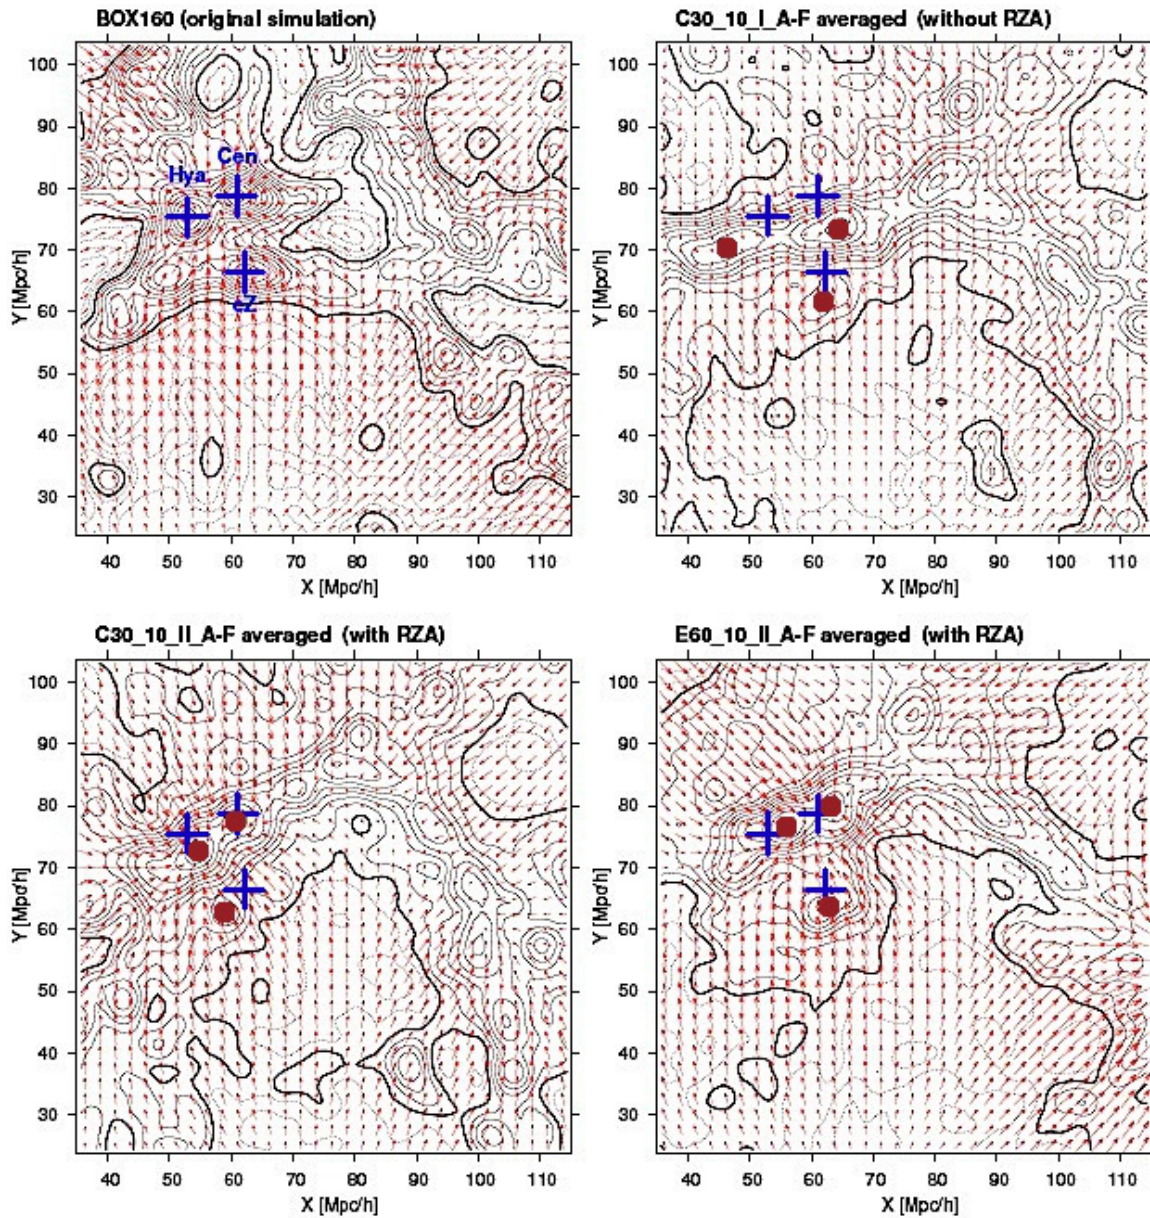 BOX160 (original simulation)
C30_10_I_A-F averaged (without RZA)
100
90
80
70
60
50
40
30
Y [Mpc/h]
Cen
Hya
cZ
40 50 60 70 80 90 100 110
X [Mpc/h]
100
90
80
70
60
50
40
30
Y [Mpc/h]
40 50 60 70 80 90 100 110
X [Mpc/h]
C30_10_II_A-F averaged (with RZA)
E60_10_II_A-F averaged (with RZA)
100
90
80
70
60
50
40
30
Y [Mpc/h]
40 50 60 70 80 90 100 110
X [Mpc/h]
100
90
80
70
60
50
40
30
Y [Mpc/h]
40 50 60 70 80 90 100 110
X [Mpc/h]